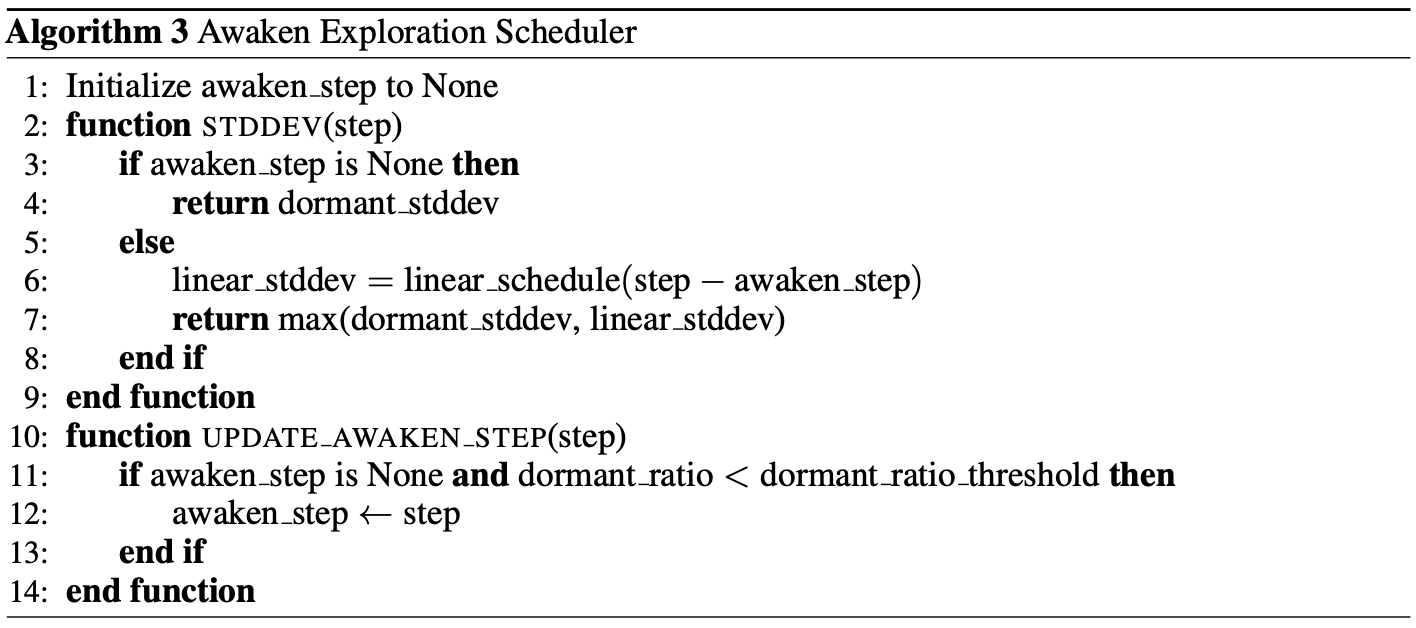 Algorithm 3 Awaken Exploration Scheduler
1: Initialize awaken_step to None
2: function STDDEV(step)
3: if awaken_step is None then
4: return dormant_stddev
5: else
6: linear_stddev = linear_schedule(step − awaken_step)
7: return max(dormant_stddev, linear_stddev)
8: end if
9: end function
10: function UPDATE_AWAKEN_STEP(step)
11: if awaken_step is None and dormant_ratio < dormant_ratio_threshold then
12: awaken_step ← step
13: end if
14: end function